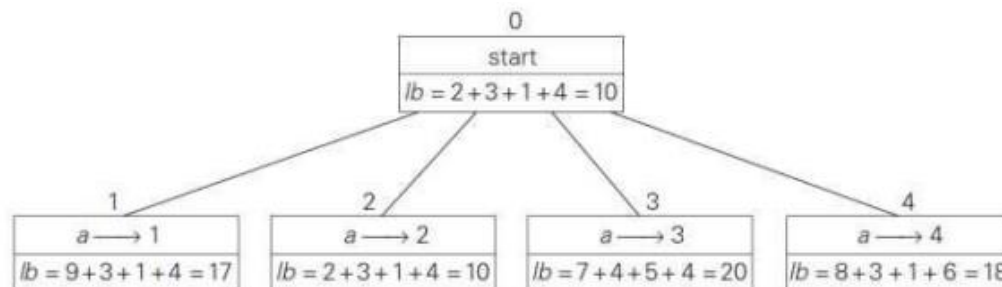 0
start
lb = 2 + 3 + 1 + 4 = 10
1
2
3
4
a ⟶ 1
a ⟶ 2
a ⟶ 3
a ⟶ 4
lb = 9 + 3 + 1 + 4 = 17
lb = 2 + 3 + 1 + 4 = 10
lb = 7 + 4 + 5 + 4 = 20
lb = 8 + 3 + 1 + 6 = 18